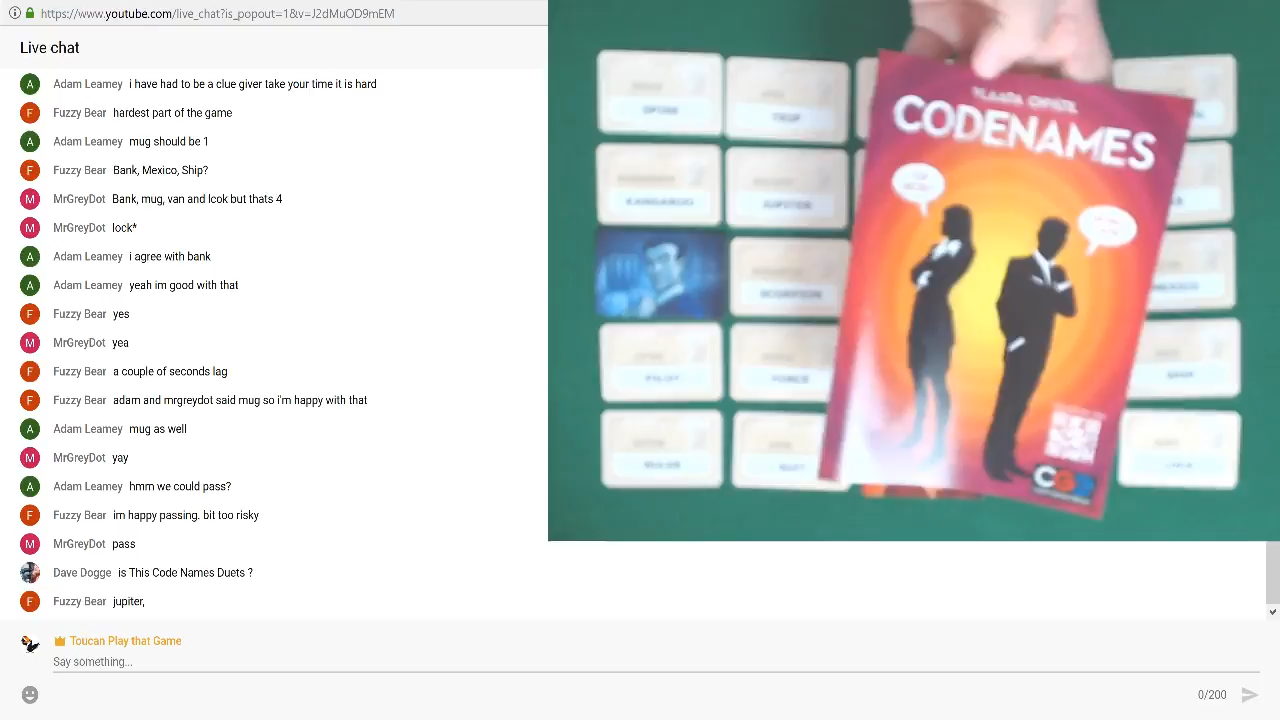 https://www.youtube.com/live_chat?is_popout=1&v=J2dMuOD9mEM
Live chat
A Adam Leamey i have had to be a clue giver take your time it is hard
F Fuzzy Bear hardest part of the game
A Adam Leamey mug should be 1
F Fuzzy Bear Bank, Mexico, Ship?
M MrGreyDot Bank, mug, van and lcok but thats 4
M MrGreyDot lock*
A Adam Leamey i agree with bank
A Adam Leamey yeah im good with that
F Fuzzy Bear yes
M MrGreyDot yea
F Fuzzy Bear a couple of seconds lag
F Fuzzy Bear adam and mrgreydot said mug so i'm happy with that
A Adam Leamey mug as well
M MrGreyDot yay
A Adam Leamey hmm we could pass?
F Fuzzy Bear im happy passing. bit too risky
M MrGreyDot pass
Dave Dogge is This Code Names Duets ?
F Fuzzy Bear jupiter,
Toucan Play that Game
Say something...
0/200
KANGAROO
JUPITER
SCORPION
VLAADA CHVÁTIL
CODENAMES
CGE